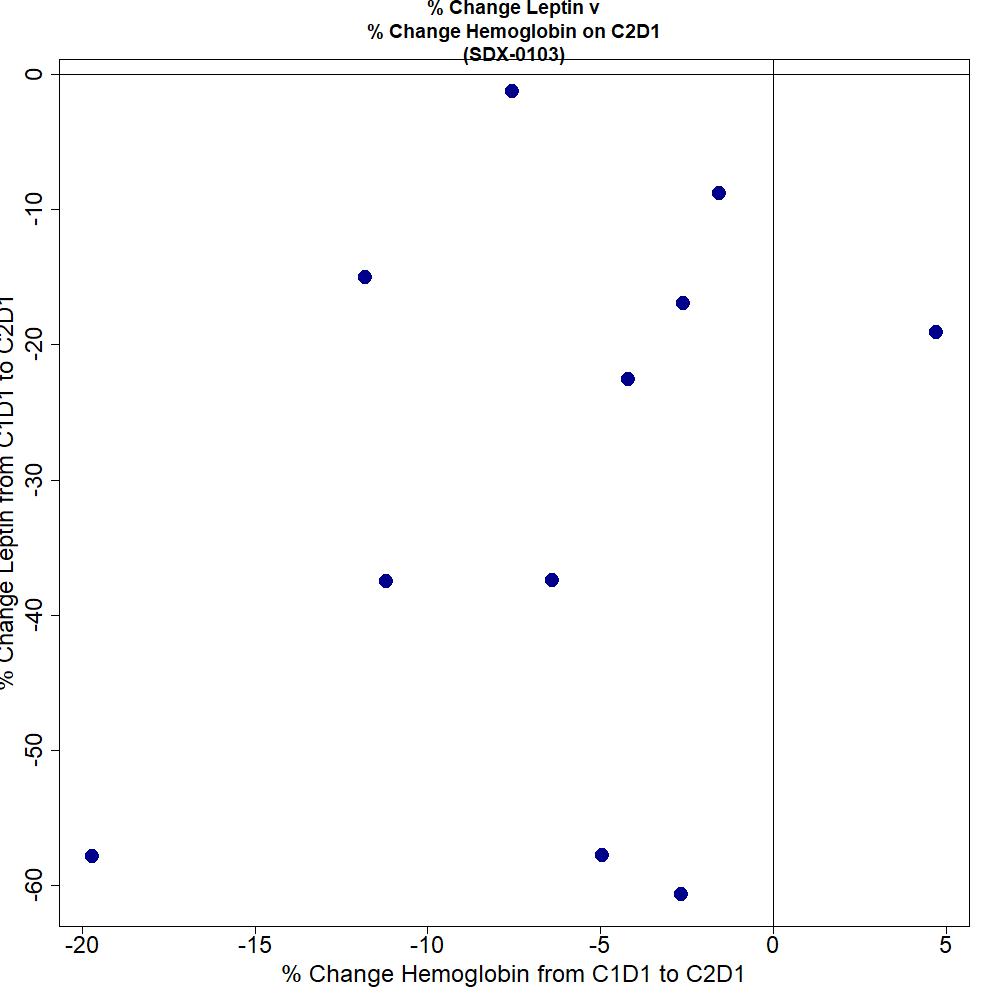 % Change Leptin v
% Change Hemoglobin on C2D1
(SDX-0103)
0
-10
-20
-30
-40
-50
-60
% Change Leptin from C1D1 to C2D1
-20
-15
-10
-5
0
5
% Change Hemoglobin from C1D1 to C2D1